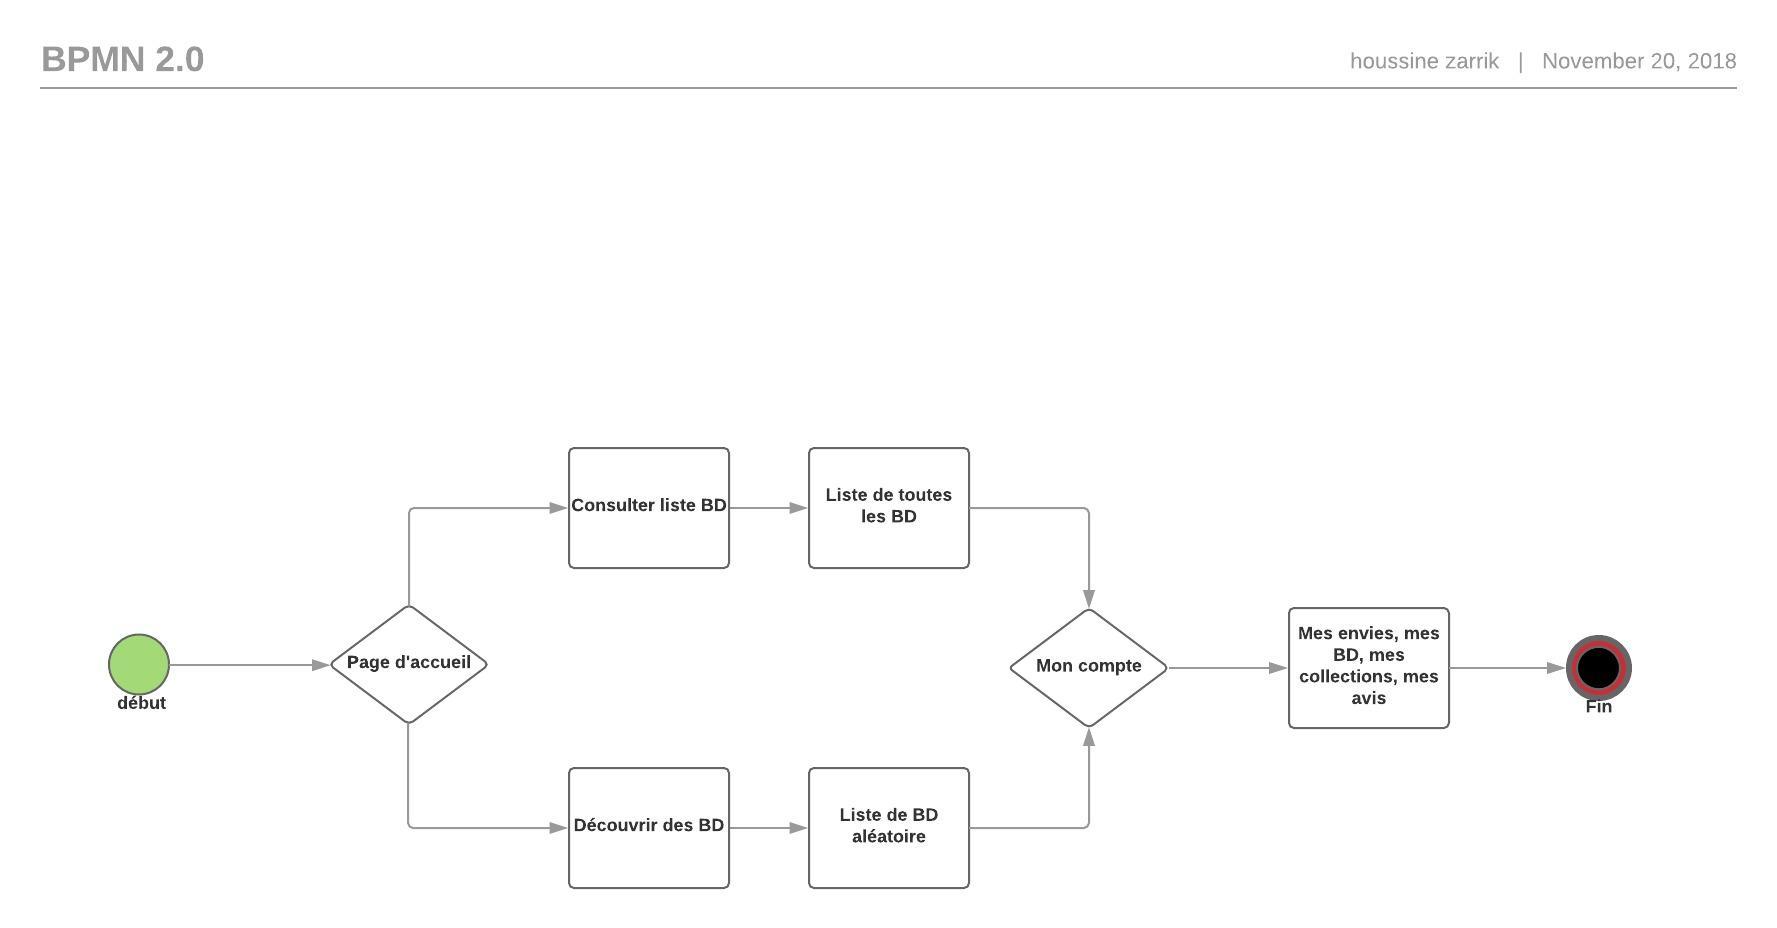 BPMN 2.0
houssine zarrik | November 20, 2018
début
Page d'accueil
Consulter liste BD
Liste de toutes
les BD
Découvrir des BD
Liste de BD
aléatoire
Mon compte
Mes envies, mes
BD, mes
collections, mes
avis
Fin